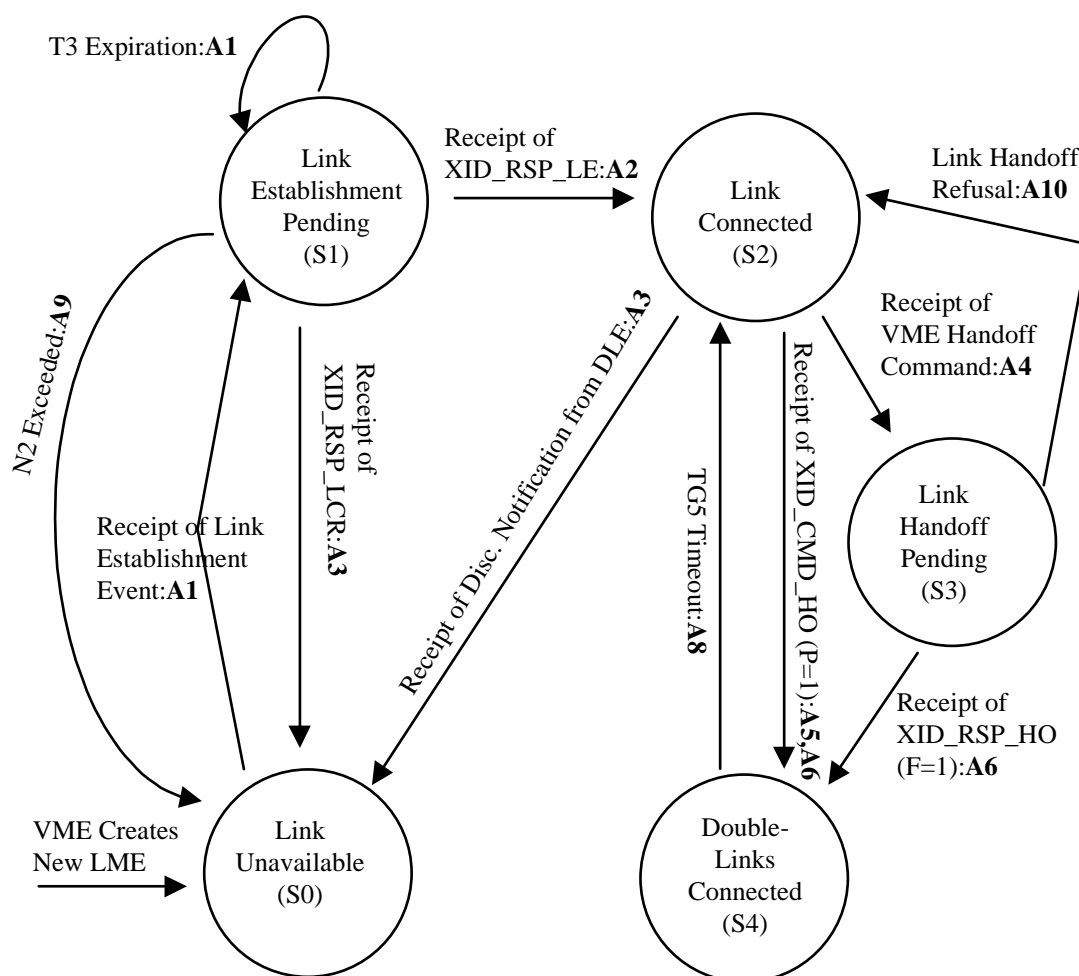 T3 Expiration:A1
Link
Establishment
Pending
(S1)
Receipt of
XID_RSP_LE:A2
Link
Connected
(S2)
Link Handoff
Refusal:A10
N2 Exceeded:A9
Receipt of
XID_RSP_LCR:A3
Receipt of Disc. Notification from DLE:A3
Receipt of
VME Handoff
Command:A4
Receipt of Link
Establishment
Event:A1
TG5 Timeout:A8
Receipt of XID_CMD_HO (P=1):A5,A6
Link
Handoff
Pending
(S3)
Receipt of
XID_RSP_HO
(F=1):A6
VME Creates
New LME
Link
Unavailable
(S0)
Double-
Links
Connected
(S4)